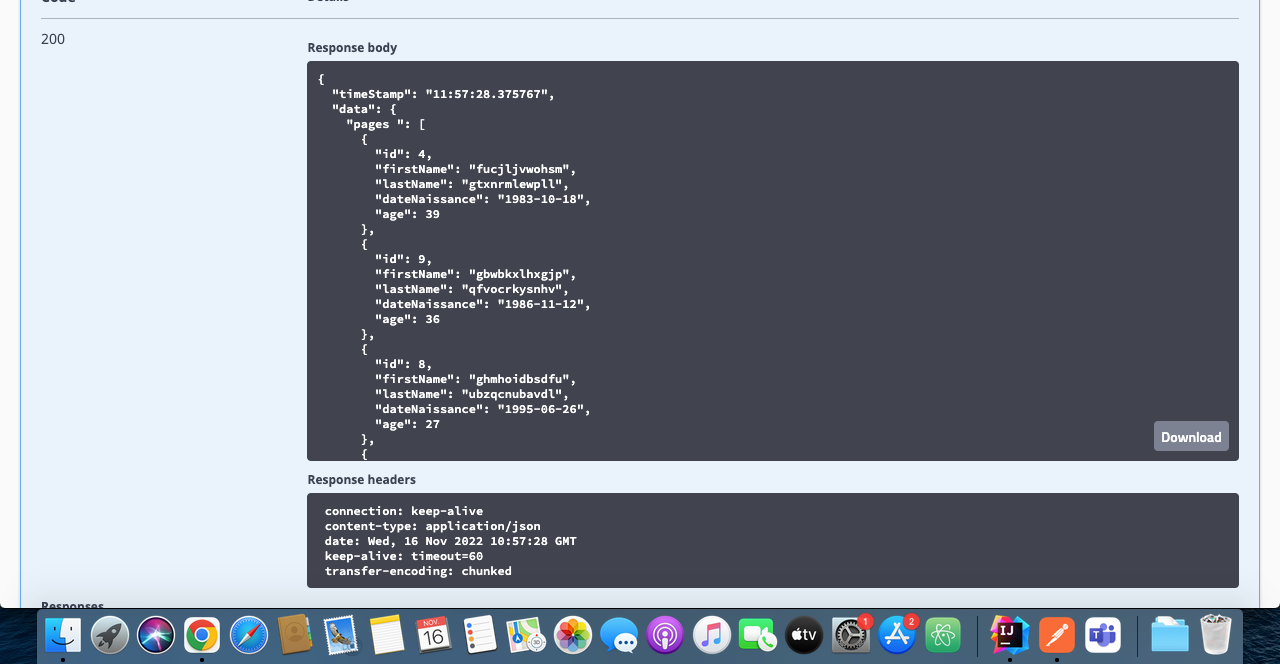 Code
Details
200
Response body
{
"timeStamp": "11:57:28.375767",
"data": {
"pages ": [
{
"id": 4,
"firstName": "fucjljvwohsm",
"lastName": "gtxnrmlewpll",
"dateNaissance": "1983-10-18",
"age": 39
},
{
"id": 9,
"firstName": "gbwbkxlhxgjp",
"lastName": "qfvocrkysnhv",
"dateNaissance": "1986-11-12",
"age": 36
},
{
"id": 8,
"firstName": "ghmhoidbsdfu",
"lastName": "ubzqcnubavdl",
"dateNaissance": "1995-06-26",
"age": 27
},
{
Download
Response headers
connection: keep-alive
content-type: application/json
date: Wed, 16 Nov 2022 10:57:28 GMT
keep-alive: timeout=60
transfer-encoding: chunked
Responses
NOV.
16
tv
1
2
IJ